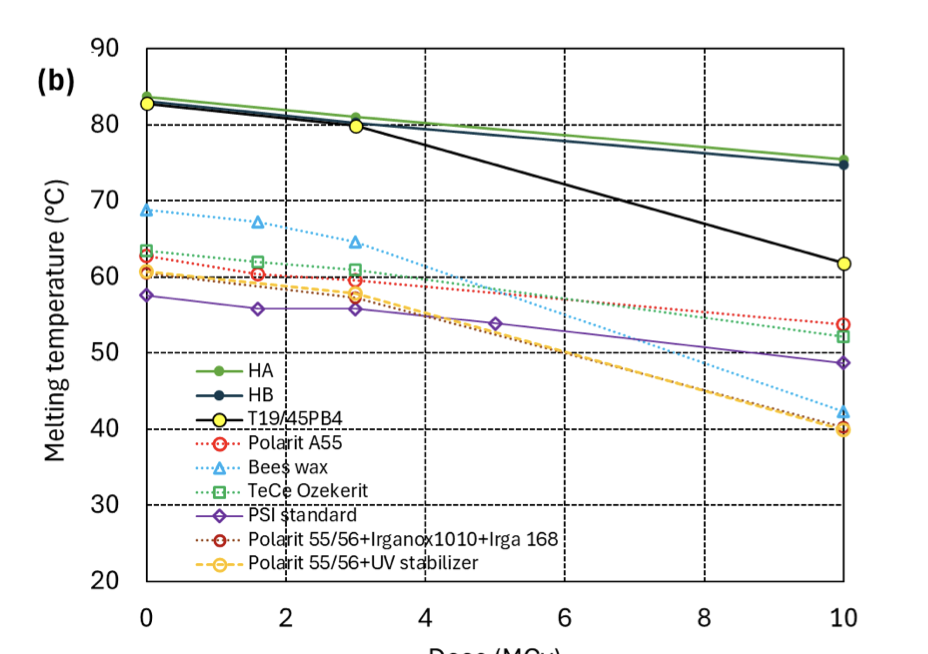 (b)
Melting temperature (°C)
90
80
70
60
50
40
30
20
HA
HB
T19/45PB4
Polarit A55
Bees wax
TeCe Ozekerit
PSI standard
Polarit 55/56+Irganox1010+Irga 168
Polarit 55/56+UV stabilizer
0 2 4 6 8 10
Dose (MGy)